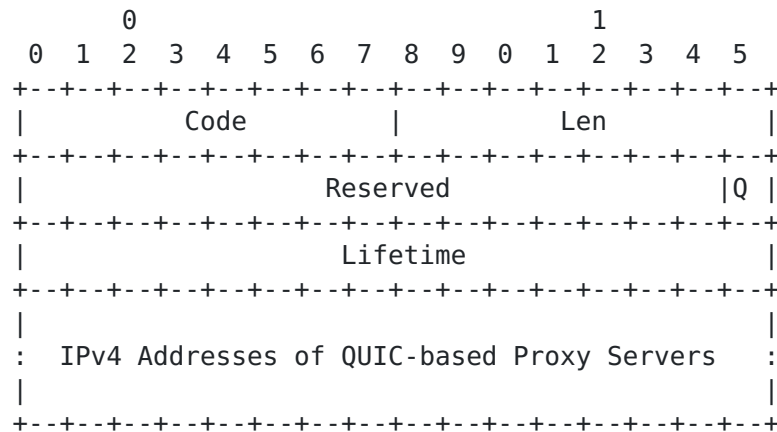 0 1
0 1 2 3 4 5 6 7 8 9 0 1 2 3 4 5
+--+--+--+--+--+--+--+--+--+--+--+--+--+--+--+--+
| Code | Len |
+--+--+--+--+--+--+--+--+--+--+--+--+--+--+--+--+
| Reserved |Q |
+--+--+--+--+--+--+--+--+--+--+--+--+--+--+--+--+
| Lifetime |
+--+--+--+--+--+--+--+--+--+--+--+--+--+--+--+--+
| |
: IPv4 Addresses of QUIC-based Proxy Servers :
| |
+--+--+--+--+--+--+--+--+--+--+--+--+--+--+--+--+